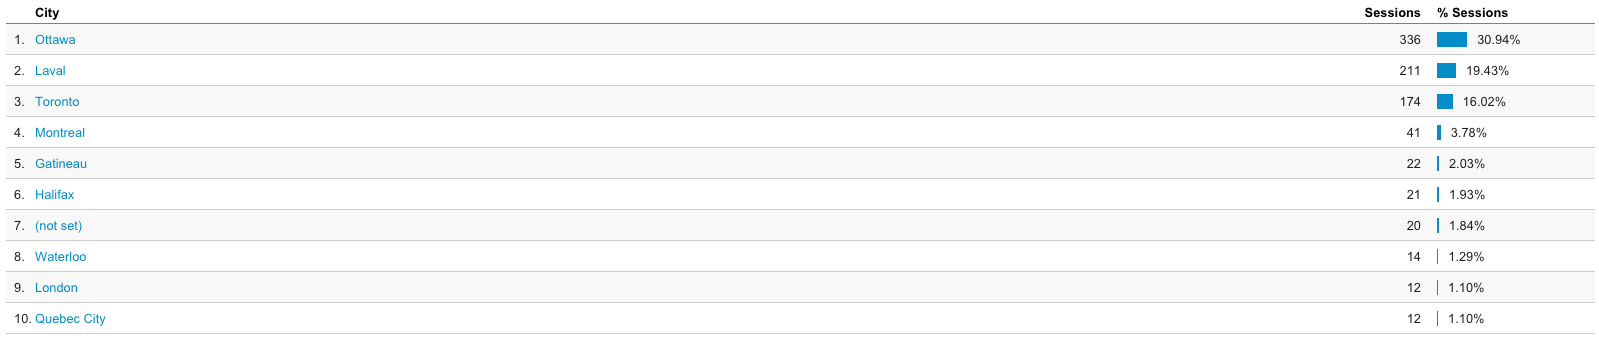 City Sessions % Sessions
1. Ottawa 336 30.94%
2. Laval 211 19.43%
3. Toronto 174 16.02%
4. Montreal 41 3.78%
5. Gatineau 22 2.03%
6. Halifax 21 1.93%
7. (not set) 20 1.84%
8. Waterloo 14 1.29%
9. London 12 1.10%
10. Quebec City 12 1.10%